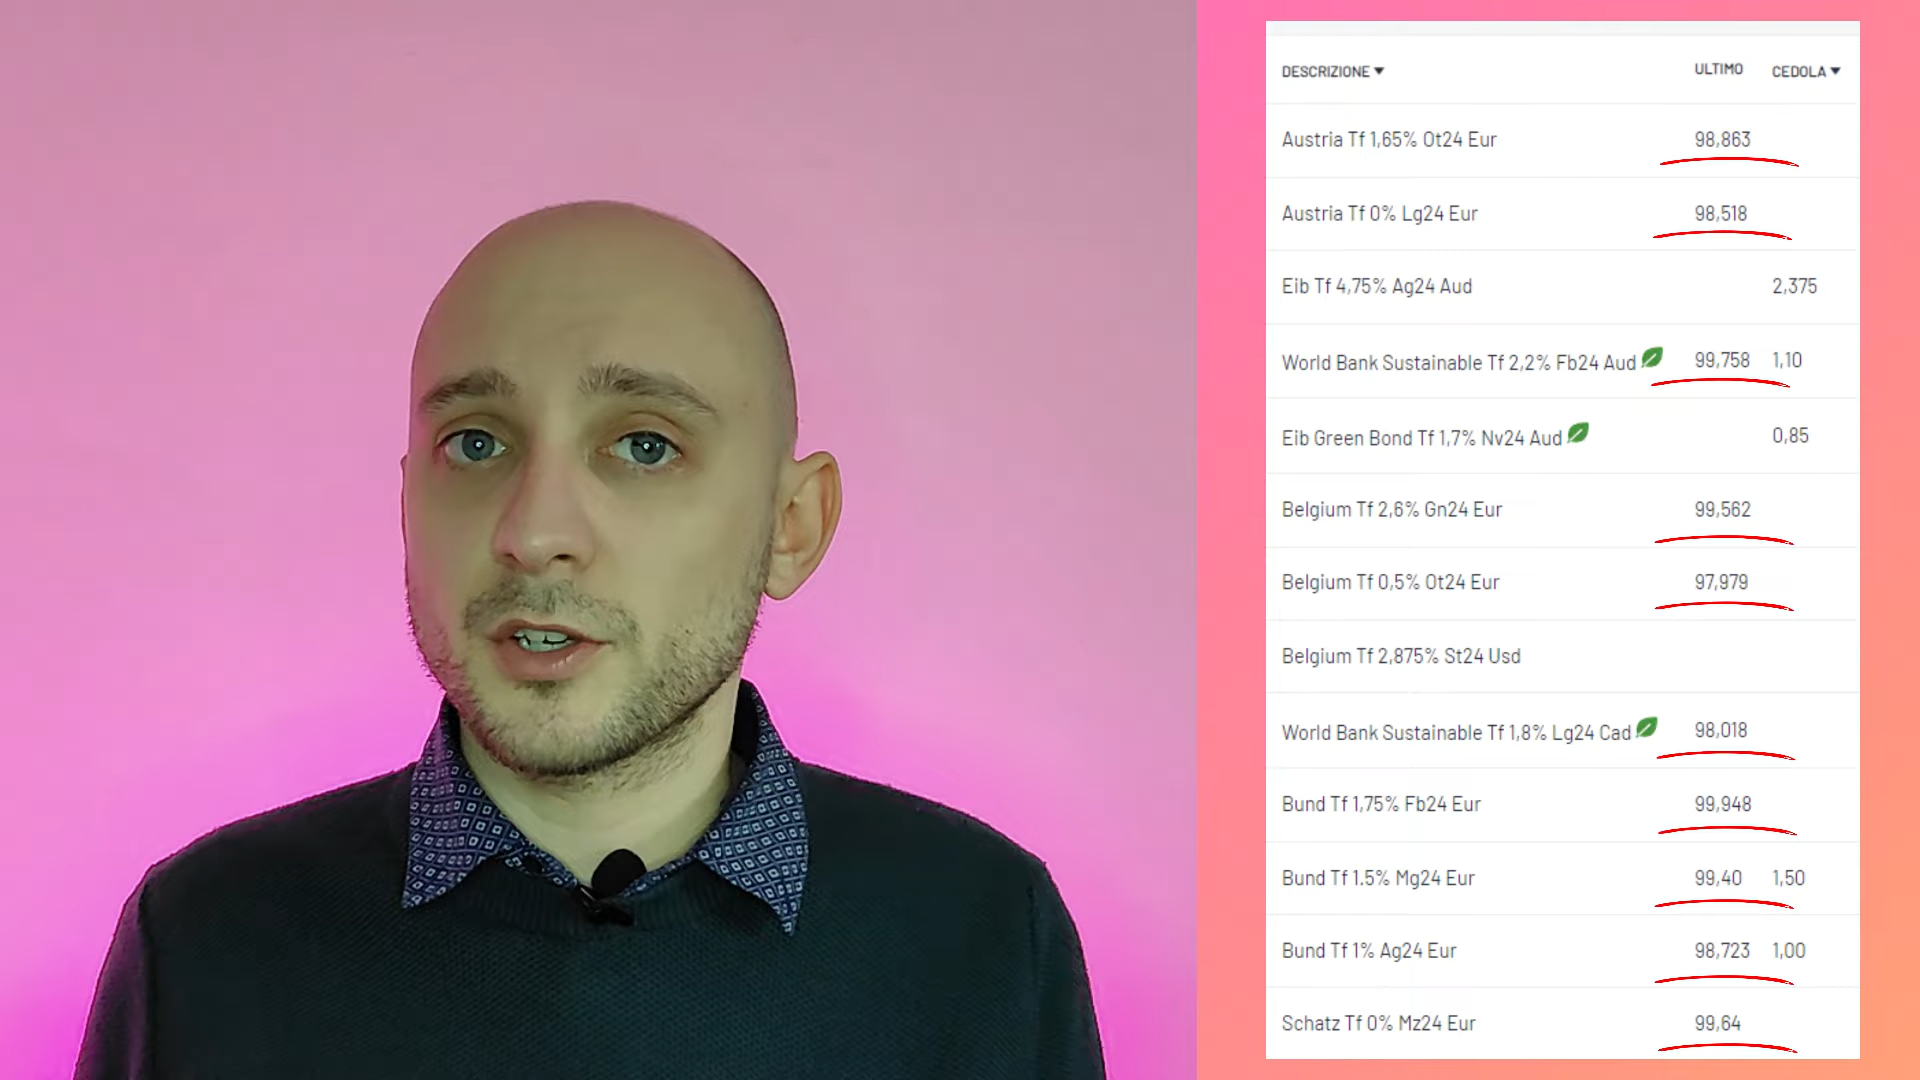 DESCRIZIONE ULTIMO CEDOLA
Austria Tf 1,65% Ot24 Eur 98,863
Austria Tf 0% Lg24 Eur 98,518
Eib Tf 4,75% Ag24 Aud 2,375
World Bank Sustainable Tf 2,2% Fb24 Aud 99,758 1,10
Eib Green Bond Tf 1,7% Nv24 Aud 0,85
Belgium Tf 2,6% Gn24 Eur 99,562
Belgium Tf 0,5% Ot24 Eur 97,979
Belgium Tf 2,875% St24 Usd
World Bank Sustainable Tf 1,8% Lg24 Cad 98,018
Bund Tf 1,75% Fb24 Eur 99,948
Bund Tf 1.5% Mg24 Eur 99,40 1,50
Bund Tf 1% Ag24 Eur 98,723 1,00
Schatz Tf 0% Mz24 Eur 99,64